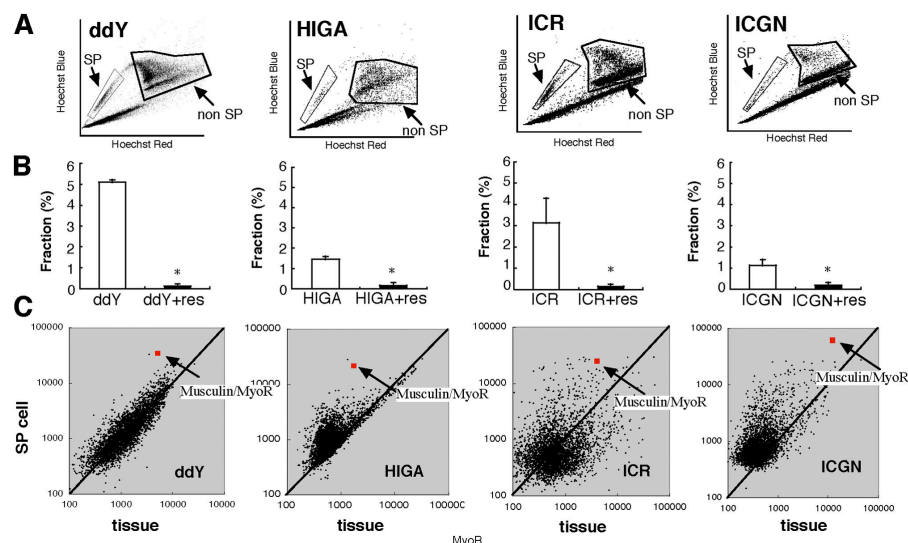 A
ddY
HIGA
ICR
ICGN
Hoechst Blue
SP
non SP
Hoechst Red
Hoechst Blue
SP
non SP
Hoechst Red
Hoechst Blue
SP
non SP
Hoechst Red
Hoechst Blue
SP
non SP
Hoechst Red
B
Fraction (%)
6
5
4
3
2
1
0
*
ddY
ddY+res
Fraction (%)
6
5
4
3
2
1
0
*
HIGA
HIGA+res
Fraction (%)
6
5
4
3
2
1
0
*
ICR
ICR+res
Fraction (%)
6
5
4
3
2
1
0
*
ICGN
ICGN+res
C
SP cell
100000
10000
1000
100
Musculin/MyoR
ddY
100
1000
10000
100000
tissue
100000
10000
1000
100
Musculin/MyoR
HIGA
100
1000
10000
100000
tissue
100000
10000
1000
100
Musculin/MyoR
ICR
100
1000
10000
100000
tissue
100000
10000
1000
100
Musculin/MyoR
ICGN
100
1000
10000
100000
tissue
MyoR